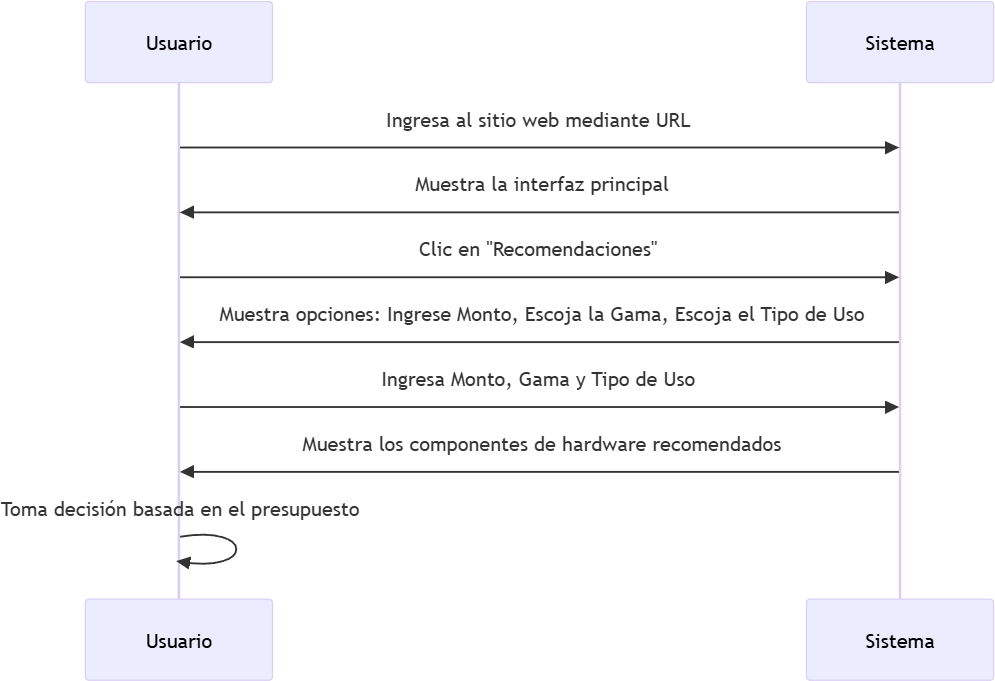 Usuario
Sistema
Ingresa al sitio web mediante URL
Muestra la interfaz principal
Clic en "Recomendaciones"
Muestra opciones: Ingrese Monto, Escoja la Gama, Escoja el Tipo de Uso
Ingresa Monto, Gama y Tipo de Uso
Muestra los componentes de hardware recomendados
Toma decisión basada en el presupuesto
Usuario
Sistema